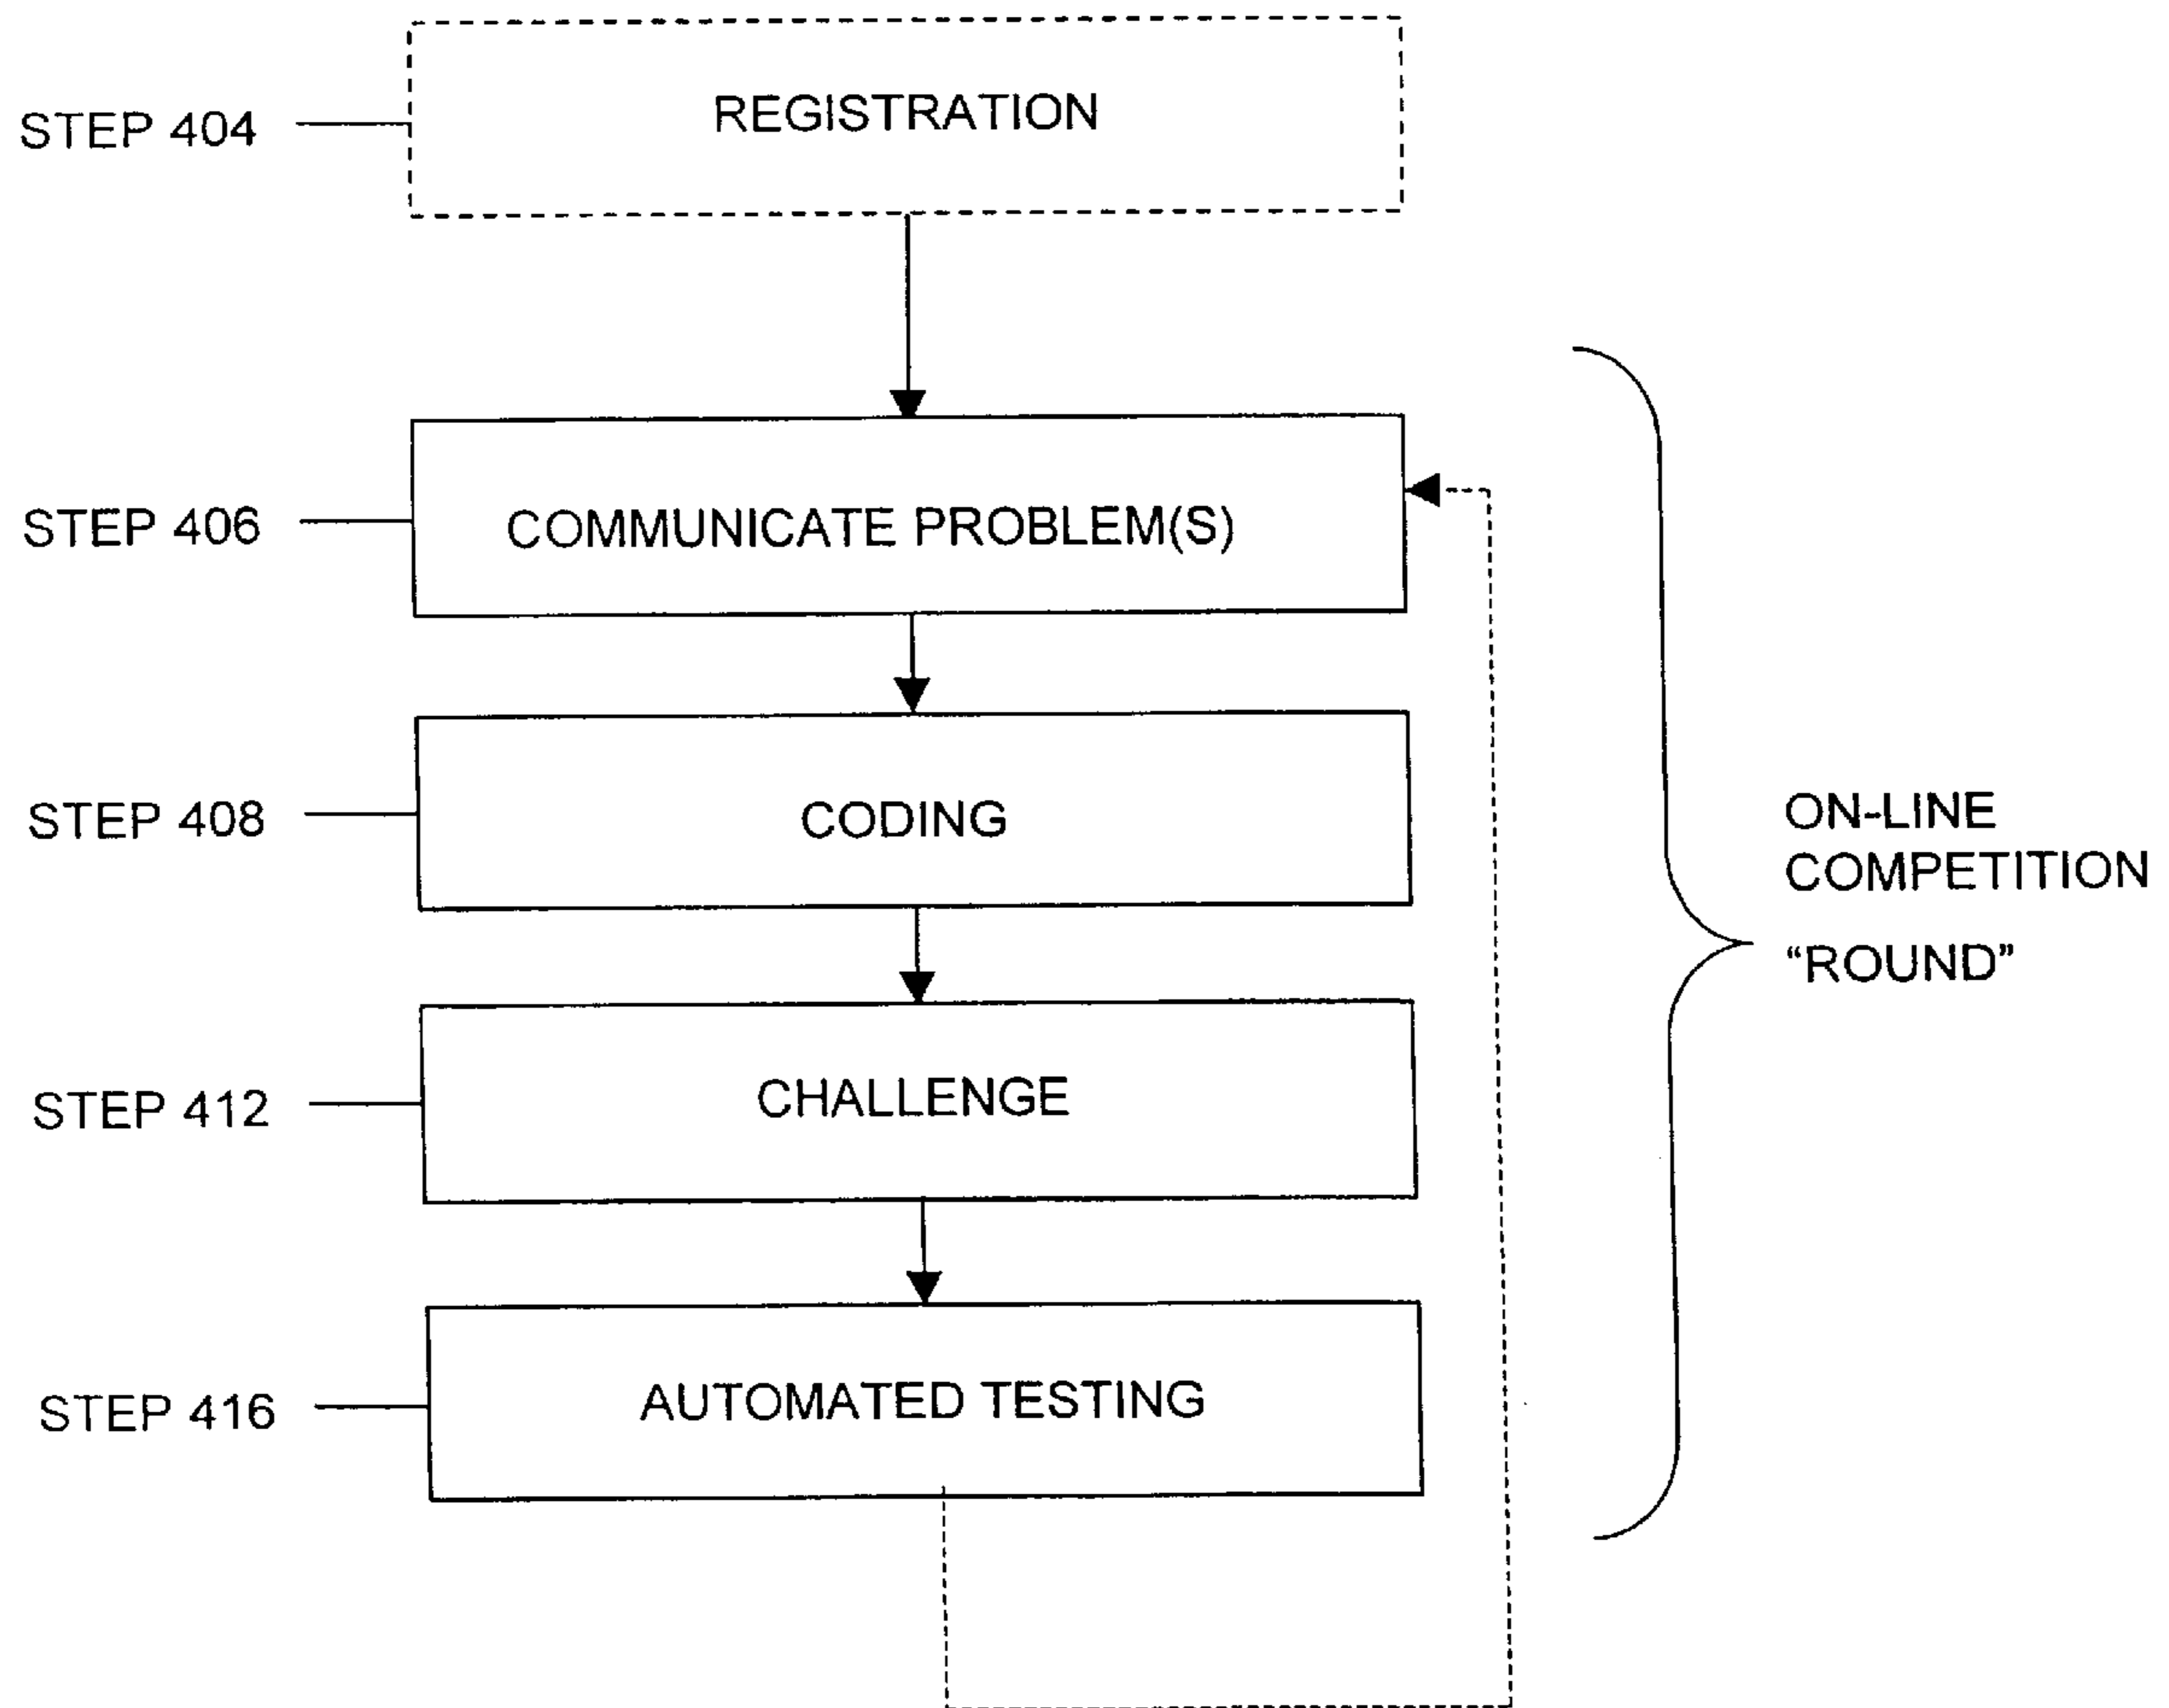 STEP 404
REGISTRATION
STEP 406
COMMUNICATE PROBLEM(S)
STEP 408
CODING
ON-LINE
COMPETITION
“ROUND”
STEP 412
CHALLENGE
STEP 416
AUTOMATED TESTING